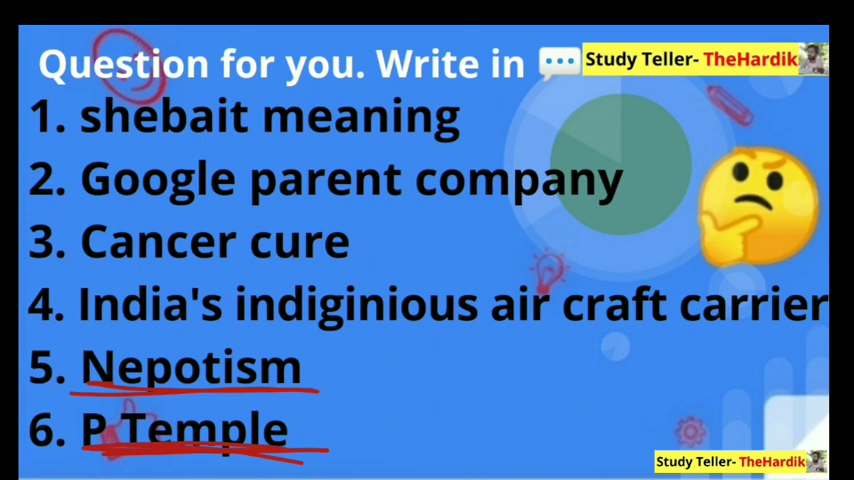 Question for you. Write in
Study Teller- TheHardik
1. shebait meaning
2. Google parent company
3. Cancer cure
4. India's indiginious air craft carrier
5. Nepotism
6. P Temple
Study Teller- TheHardik